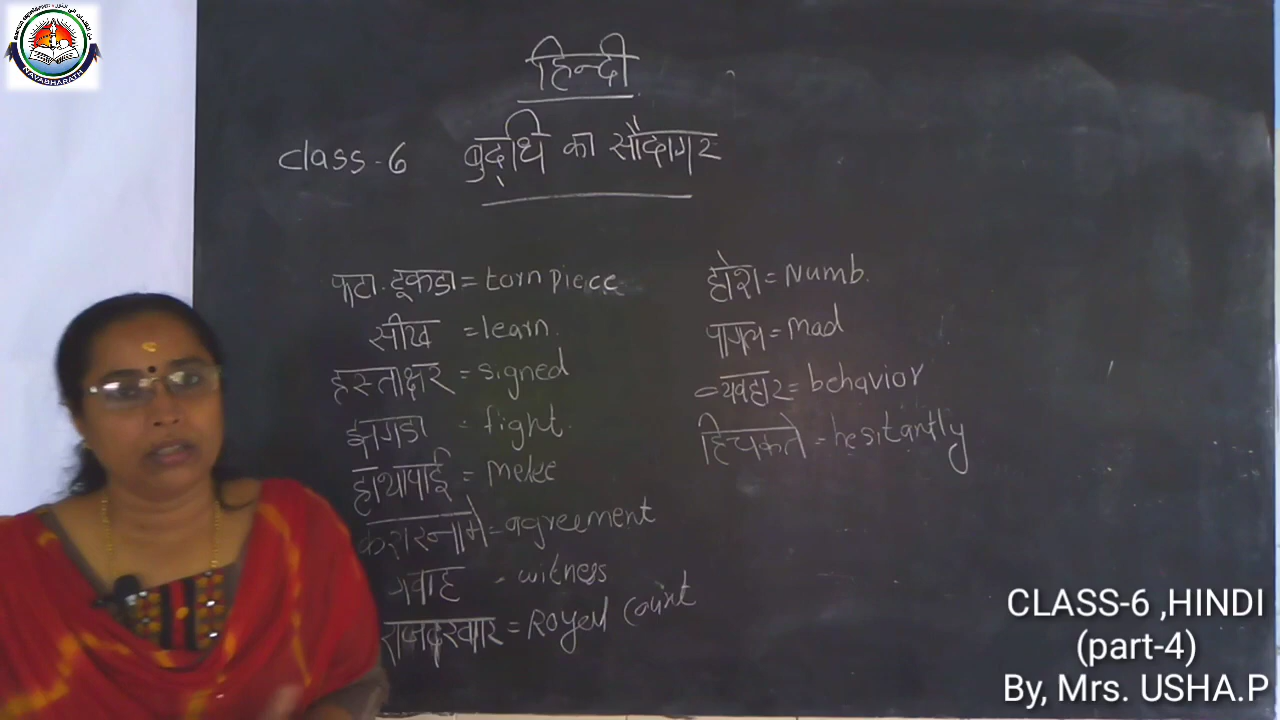 NAVABHARATH
हिन्दी
Class-6 बुद्धि का सौदागर
फटा टूकडा = torn piece
सीख = learn.
हस्ताक्षर = signed
झगडा = fight.
हाथापाई = melee
करारनामे = agreement
गवाह - witness
राजदरबार = Royal Court
होश = Numb.
पागल = Mad
व्यवहार = behavior
हिचकते = hesitantly
CLASS-6 ,HINDI
(part-4)
By, Mrs. USHA.P